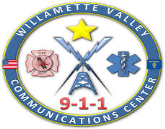 WILLAMETTE VALLEY
9-1-1
COMMUNICATIONS CENTER